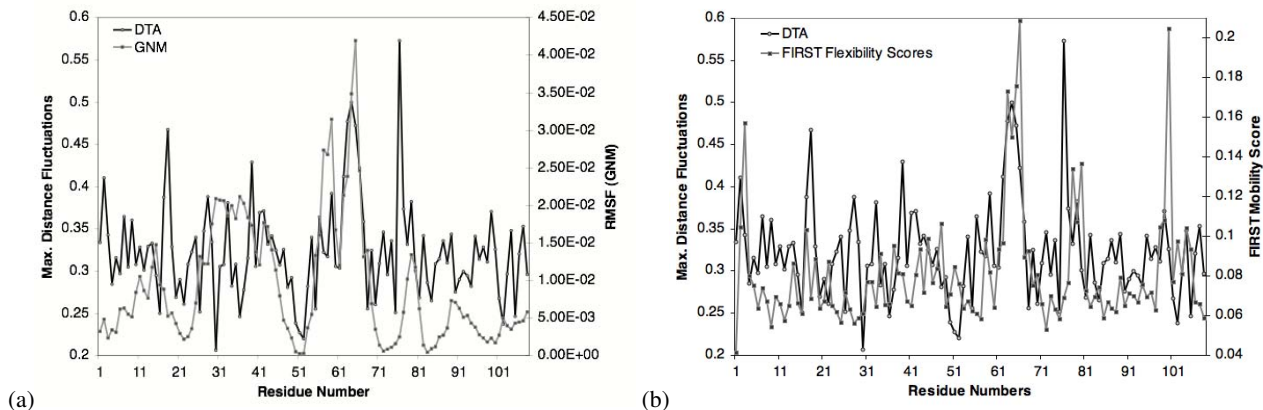 0.6
0.55
0.5
0.45
0.4
0.35
0.3
0.25
0.2
Max. Distance Fluctuations
DTA
GNM
4.50E-02
4.00E-02
3.50E-02
3.00E-02
2.50E-02
2.00E-02
1.50E-02
1.00E-02
5.00E-03
0.00E+00
RMSF (GNM)
1 11 21 31 41 51 61 71 81 91 101
Residue Number
(a)
0.6
0.55
0.5
0.45
0.4
0.35
0.3
0.25
0.2
Max. Distance Fluctuations
DTA
FIRST Flexibility Scores
0.2
0.18
0.16
0.14
0.12
0.1
0.08
0.06
0.04
FIRST Mobility Score
1 11 21 31 41 51 61 71 81 91 101
Residue Numbers
(b)